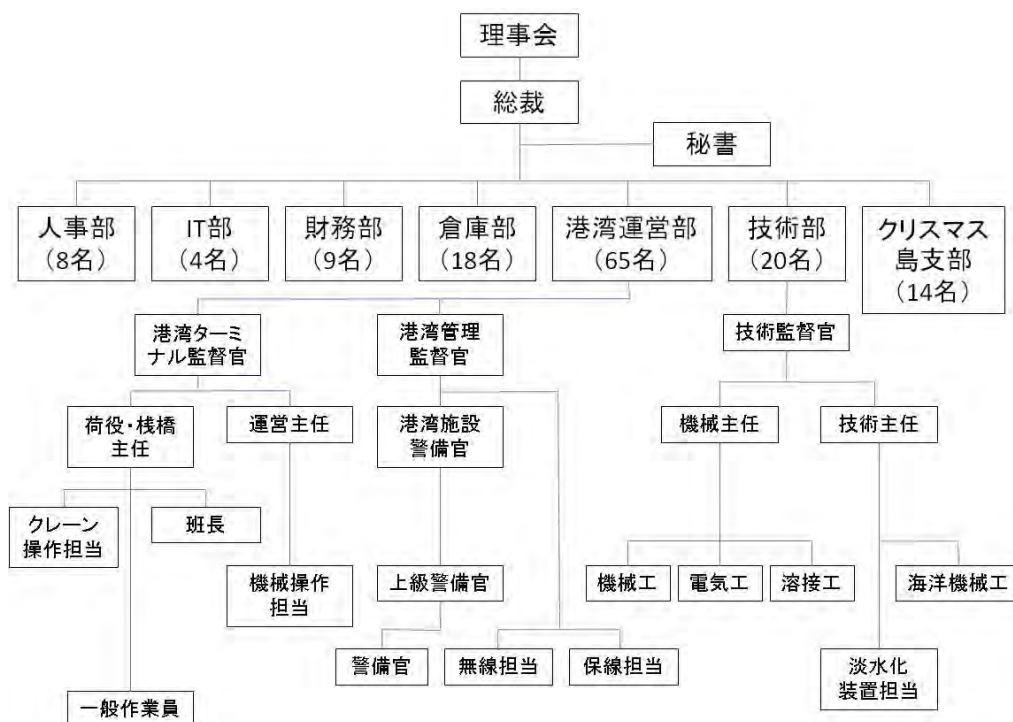 理事会
総裁
秘書
人事部
(8名)
IT部
(4名)
財務部
(9名)
倉庫部
(18名)
港湾運営部
(65名)
技術部
(20名)
クリスマス
島支部
(14名)
港湾ターミ
ナル監督官
港湾管理
監督官
技術監督官
荷役・桟橋
主任
運営主任
港湾施設
警備官
機械主任
技術主任
クレーン
操作担当
班長
機械操作
担当
上級警備官
機械工
電気工
溶接工
海洋機械工
警備官
無線担当
保線担当
淡水化
装置担当
一般作業員